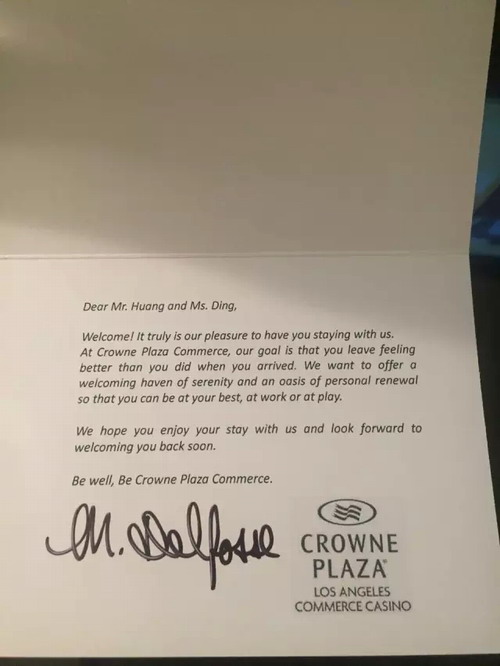 Dear Mr. Huang and Ms. Ding,
Welcome! It truly is our pleasure to have you staying with us.
At Crowne Plaza Commerce, our goal is that you leave feeling
better than you did when you arrived. We want to offer a
welcoming haven of serenity and an oasis of personal renewal
so that you can be at your best, at work or at play.
We hope you enjoy your stay with us and look forward to
welcoming you back soon.
Be well, Be Crowne Plaza Commerce.
M. Delfosse
CROWNE
PLAZA®
LOS ANGELES
COMMERCE CASINO